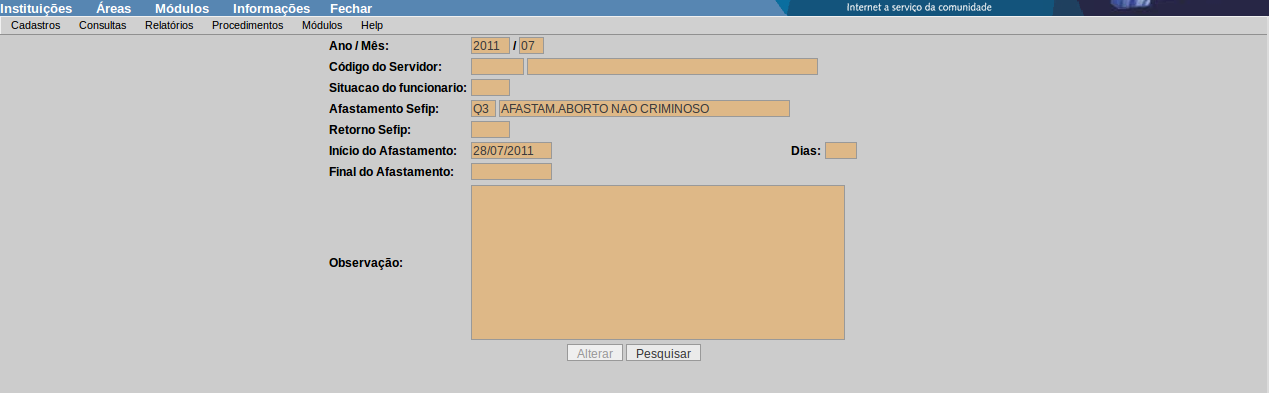 Instituições Áreas Módulos Informações Fechar
Internet a serviço da comunidade
Cadastros Consultas Relatórios Procedimentos Módulos Help
Ano / Mês: 2011 / 07
Código do Servidor:
Situacao do funcionario:
Afastamento Sefip: Q3 AFASTAM.ABORTO NAO CRIMINOSO
Retorno Sefip:
Início do Afastamento: 28/07/2011 Dias:
Final do Afastamento:
Observação:
Alterar Pesquisar